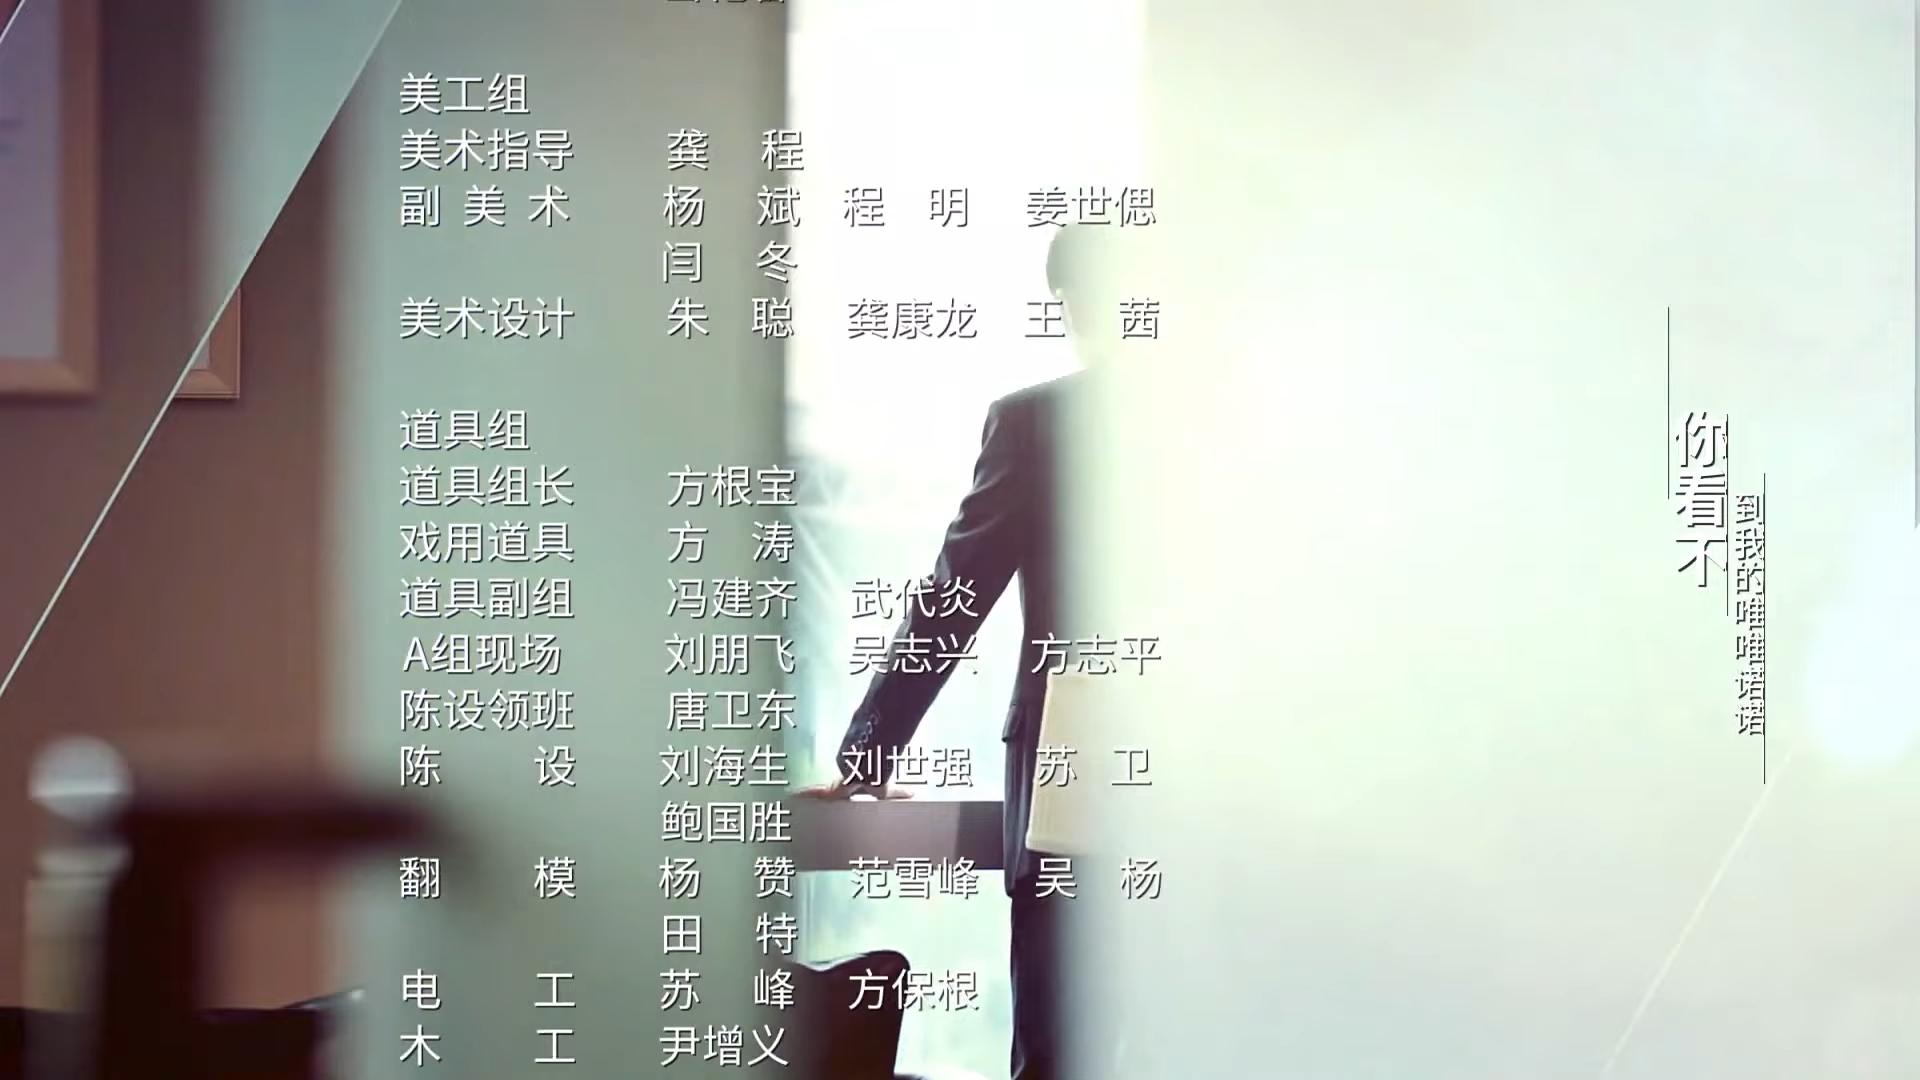 美工组
美术指导 龚程
副美术 杨斌 程明 姜世偲
闫冬
美术设计 朱聪 龚康龙 王茜
道具组
道具组长 方根宝
戏用道具 方涛
道具副组 冯建齐 武代炎
A组现场 刘朋飞 吴志兴 方志平
陈设领班 唐卫东
陈设 刘海生 刘世强 苏卫
鲍国胜
翻模 杨赞 范雪峰 吴杨
田特
电工 苏峰 方保根
木工 尹增义
你看不
到我的唯唯诺诺